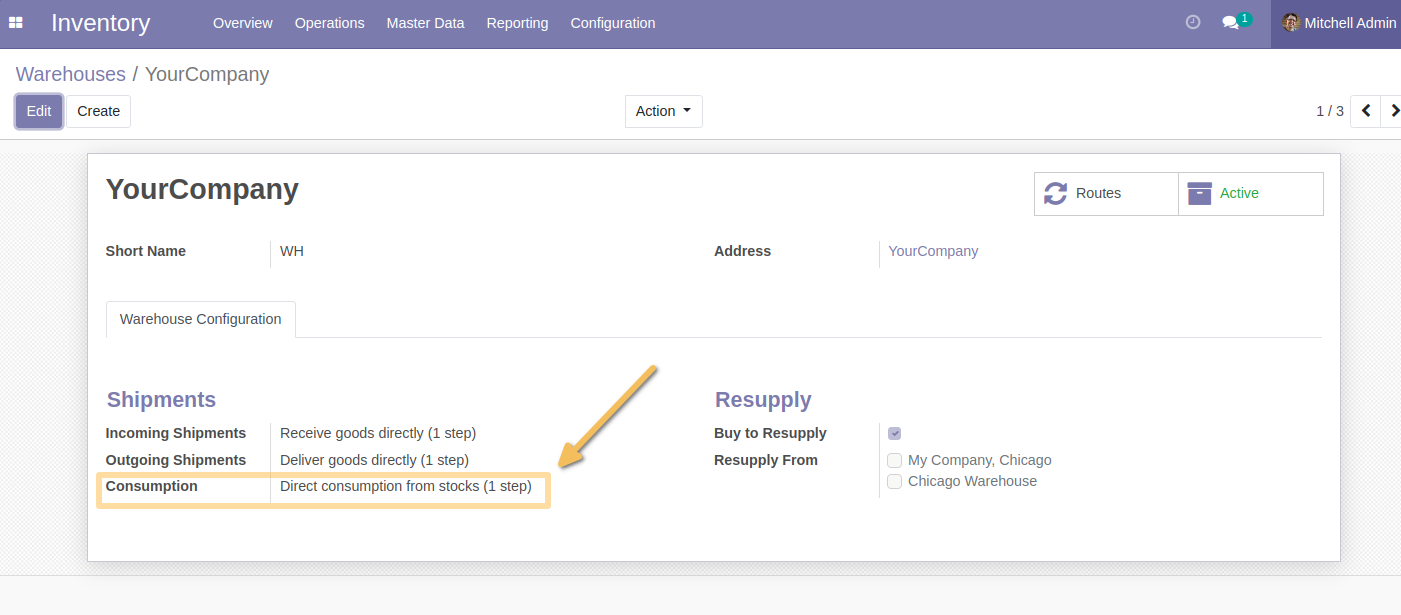 Inventory Overview Operations Master Data Reporting Configuration 1 Mitchell Admin
Warehouses / YourCompany
Edit Create Action 1 / 3
YourCompany
Routes Active
Short Name WH Address YourCompany
Warehouse Configuration
Shipments Resupply
Incoming Shipments Receive goods directly (1 step) Buy to Resupply
Outgoing Shipments Deliver goods directly (1 step) Resupply From My Company, Chicago
Consumption Direct consumption from stocks (1 step) Chicago Warehouse